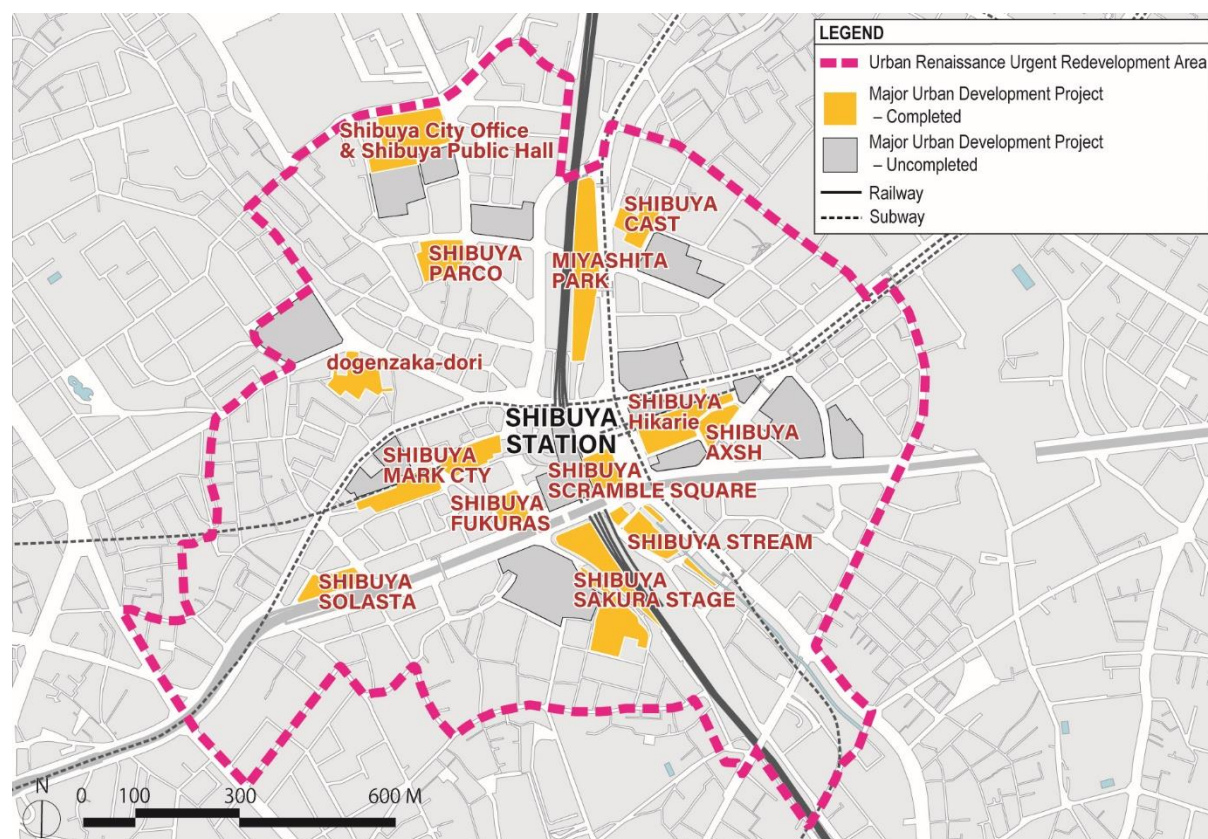 LEGEND
Urban Renaissance Urgent Redevelopment Area
Major Urban Development Project
– Completed
Major Urban Development Project
– Uncompleted
Railway
Subway
Shibuya City Office
& Shibuya Public Hall
SHIBUYA
CAST
SHIBUYA
PARCO
MIYASHITA
PARK
dogenzaka-dori
SHIBUYA
STATION
SHIBUYA
Hikarie
SHIBUYA
AXSH
SHIBUYA
MARK CTY
SHIBUYA
SCRAMBLE SQUARE
SHIBUYA
FUKURAS
SHIBUYA STREAM
SHIBUYA
SOLASTA
SHIBUYA
SAKURA STAGE
N
0 100 300 600 M